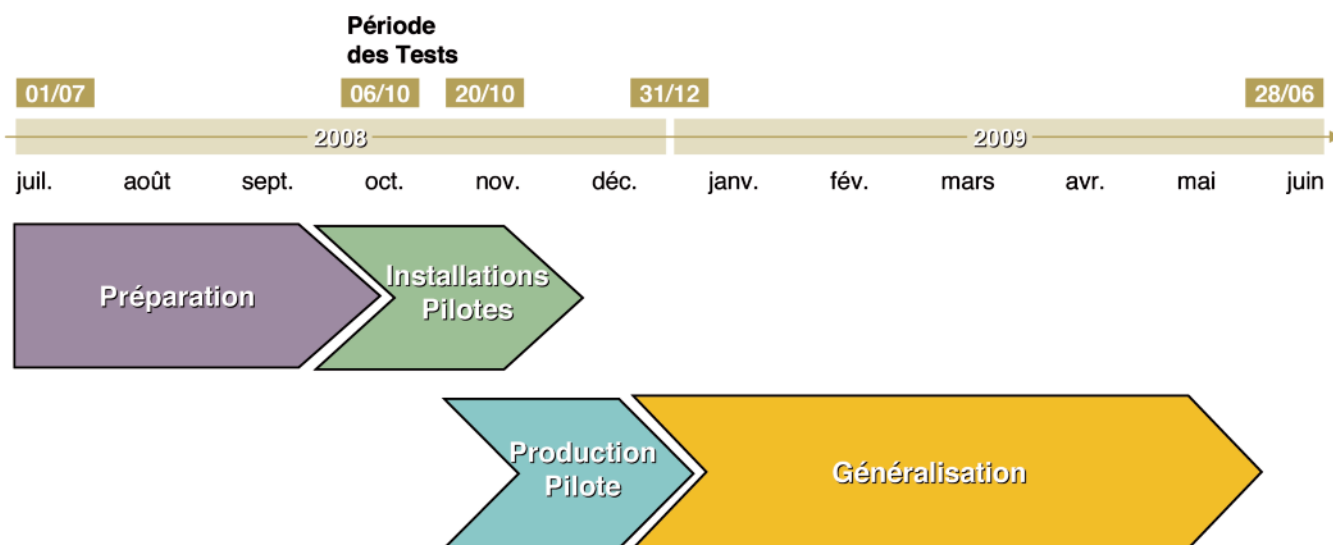 Période
des Tests
01/07 06/10 20/10 31/12 28/06
2008 2009
juil. août sept. oct. nov. déc. janv. fév. mars avr. mai juin
Préparation
Installations
Pilotes
Production
Pilote
Généralisation